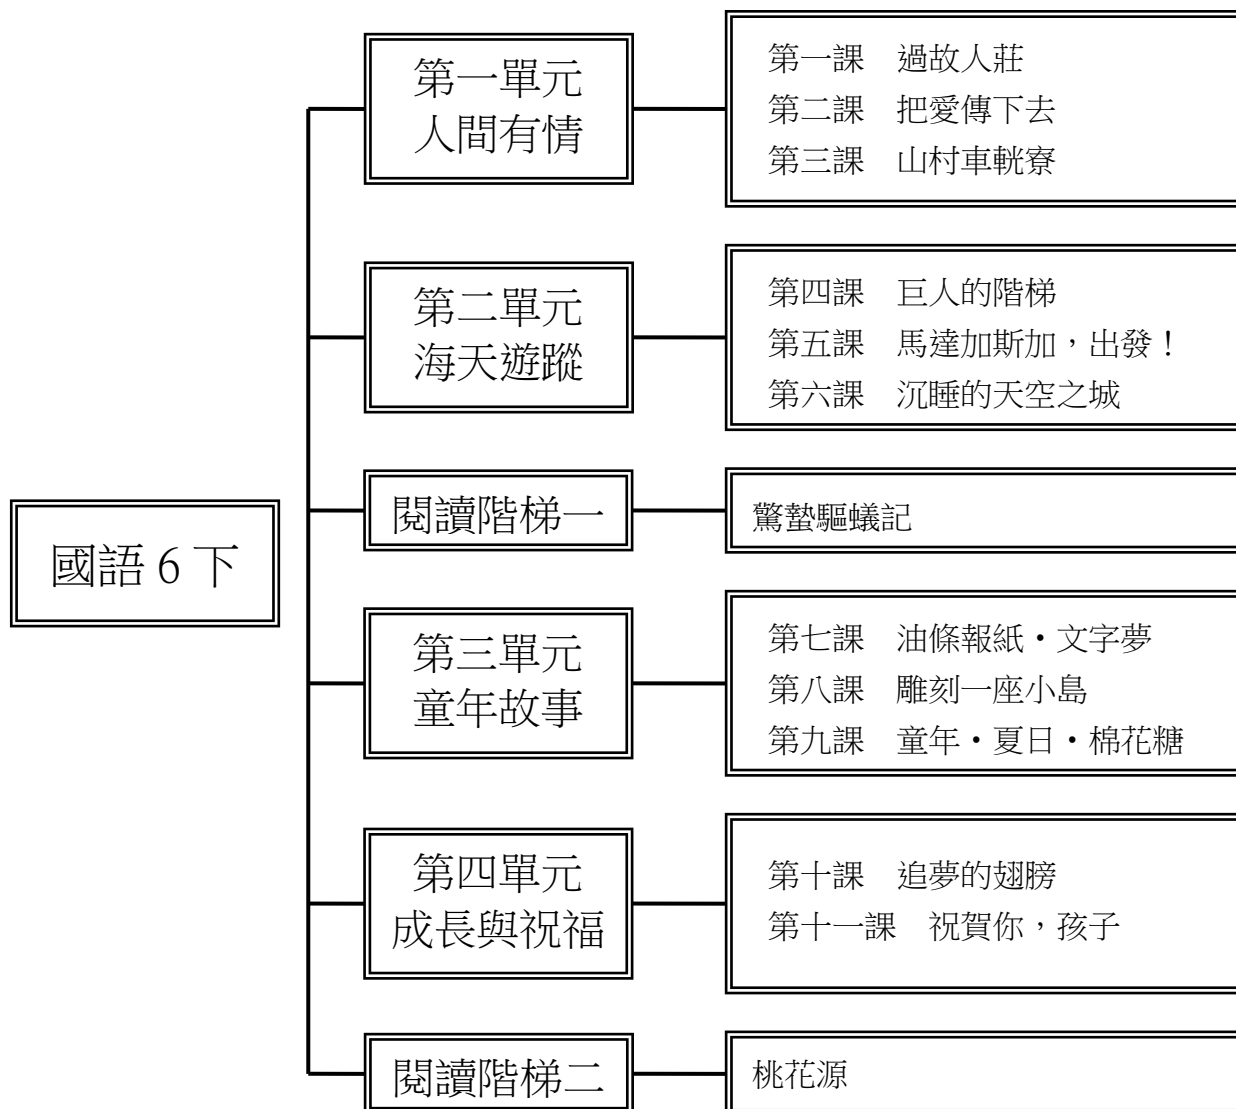 國語 6 下
第一單元
人間有情
第一課　過故人莊
第二課　把愛傳下去
第三課　山村車輄寮
第二單元
海天遊蹤
第四課　巨人的階梯
第五課　馬達加斯加，出發！
第六課　沉睡的天空之城
閱讀階梯一
驚蟄驅蟻記
第三單元
童年故事
第七課　油條報紙・文字夢
第八課　雕刻一座小島
第九課　童年・夏日・棉花糖
第四單元
成長與祝福
第十課　追夢的翅膀
第十一課　祝賀你，孩子
閱讀階梯二
桃花源